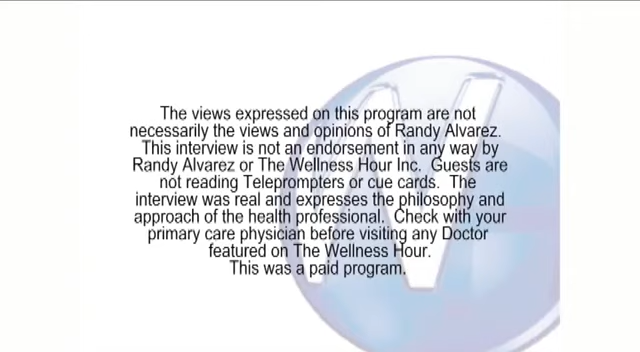 The views expressed on this program are not
necessarily the views and opinions of Randy Alvarez.
This interview is not an endorsement in any way by
Randy Alvarez or The Wellness Hour Inc.  Guests are
not reading Teleprompters or cue cards.  The
interview was real and expresses the philosophy and
approach of the health professional.  Check with your
primary care physician before visiting any Doctor
featured on The Wellness Hour.
This was a paid program.